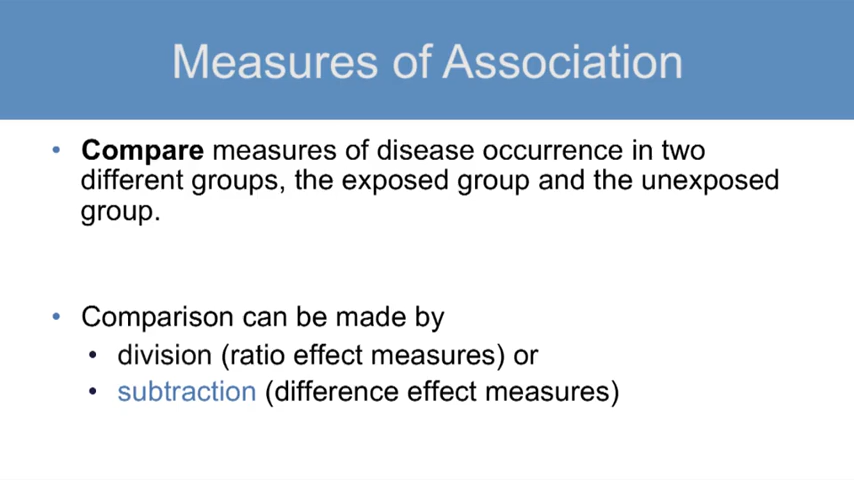 Measures of Association
• Compare measures of disease occurrence in two
different groups, the exposed group and the unexposed
group.
• Comparison can be made by
• division (ratio effect measures) or
• subtraction (difference effect measures)